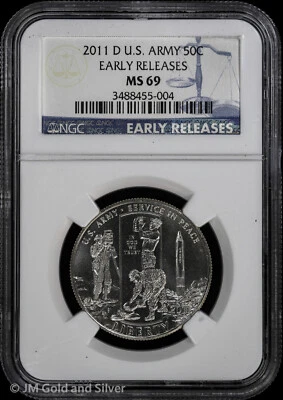 2011 D U.S. ARMY 50C
EARLY RELEASES
MS 69
3488455-004
NGC
EARLY RELEASES
U.S. ARMY • SERVICE IN PEACE
IN
GOD
WE
TRUST
LIBERTY
© JM Gold and Silver